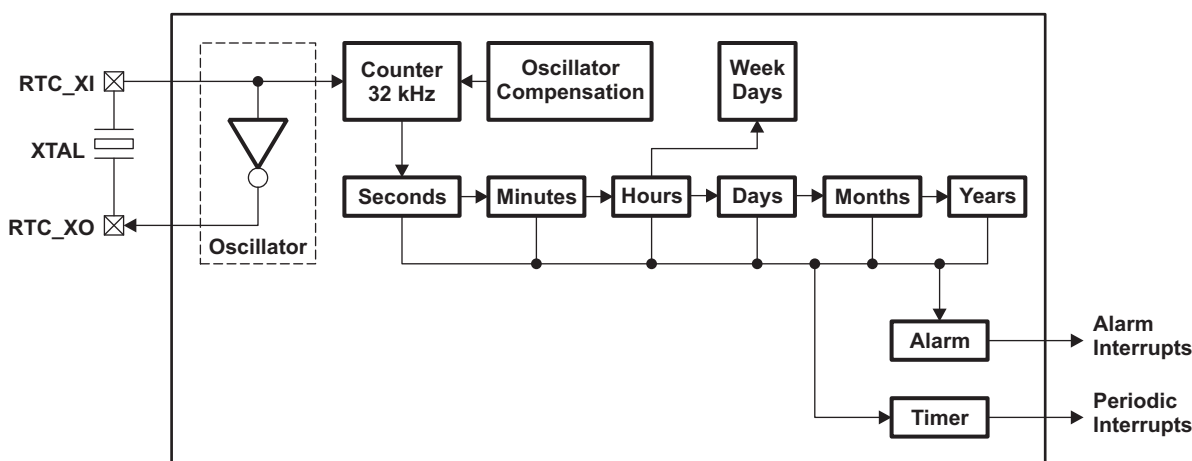 RTC_XI
XTAL
RTC_XO
Oscillator
Counter
32 kHz
Oscillator
Compensation
Week
Days
Seconds
Minutes
Hours
Days
Months
Years
Alarm
Alarm
Interrupts
Timer
Periodic
Interrupts